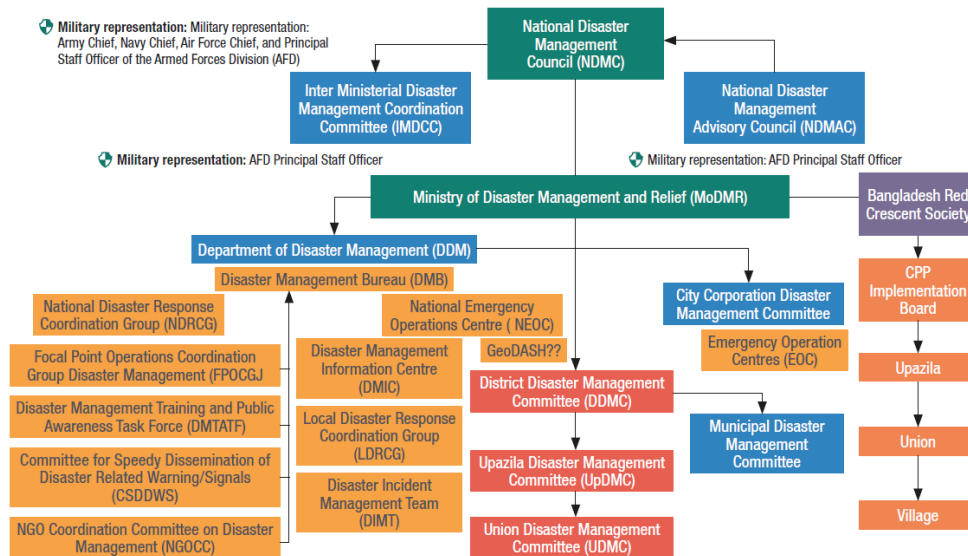 Military representation: Military representation:
Army Chief, Navy Chief, Air Force Chief, and Principal
Staff Officer of the Armed Forces Division (AFD)
National Disaster
Management
Council (NDMC)
Inter Ministerial Disaster
Management Coordination
Committee (IMDCC)
National Disaster
Management
Advisory Council (NDMAC)
Military representation: AFD Principal Staff Officer
Military representation: AFD Principal Staff Officer
Ministry of Disaster Management and Relief (MoDMR)
Bangladesh Red
Crescent Society
Department of Disaster Management (DDM)
Disaster Management Bureau (DMB)
National Disaster Response
Coordination Group (NDRCG)
National Emergency
Operations Centre ( NEOC)
GeoDASH??
Focal Point Operations Coordination
Group Disaster Management (FPOCGJ
Disaster Management
Information Centre
(DMIC)
Disaster Management Training and Public
Awareness Task Force (DMTATF)
Local Disaster Response
Coordination Group
(LDRCG)
Committee for Speedy Dissemination of
Disaster Related Warning/Signals
(CSDDWS)
Disaster Incident
Management Team
(DIMT)
NGO Coordination Committee on Disaster
Management (NGOCC)
District Disaster Management
Committee (DDMC)
Upazila Disaster Management
Committee (UpDMC)
Union Disaster Management
Committee (UDMC)
City Corporation Disaster
Management Committee
Emergency Operation
Centres (EOC)
Municipal Disaster
Management
Committee
CPP
Implementation
Board
Upazila
Union
Village